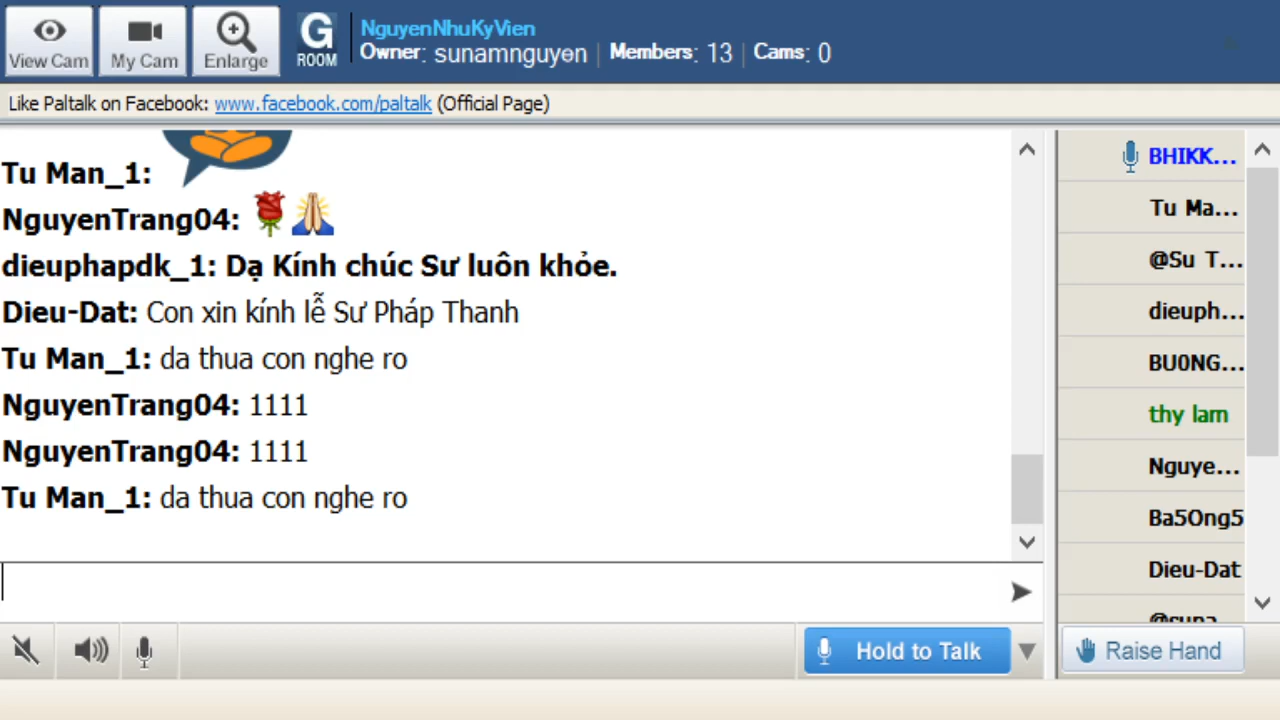 View Cam
My Cam
Enlarge
G
ROOM
NguyenNhuKyVien
Owner: sunamnguyen | Members: 13 | Cams: 0
Like Paltalk on Facebook: www.facebook.com/paltalk (Official Page)
Tu Man_1:
NguyenTrang04:
dieuphapdk_1: Dạ Kính chúc Sư luôn khỏe.
Dieu-Dat: Con xin kính lễ Sư Pháp Thanh
Tu Man_1: da thua con nghe ro
NguyenTrang04: 1111
NguyenTrang04: 1111
Tu Man_1: da thua con nghe ro
BHIKK...
Tu Ma...
@Su T...
dieuph...
BU0NG...
thy lam
Nguye...
Ba5Ong5
Dieu-Dat
Hold to Talk
Raise Hand